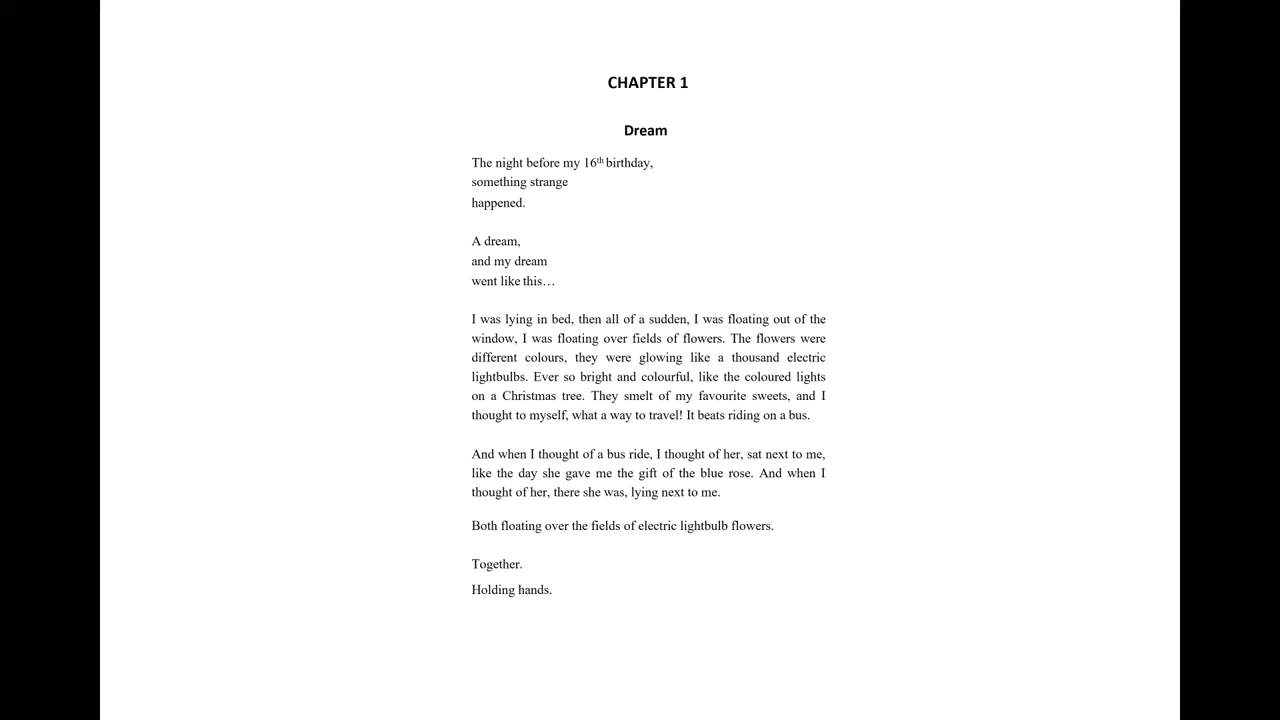 CHAPTER 1
Dream
The night before my 16th birthday,
something strange
happened.
A dream,
and my dream
went like this…
I was lying in bed, then all of a sudden, I was floating out of the
window, I was floating over fields of flowers. The flowers were
different colours, they were glowing like a thousand electric
lightbulbs. Ever so bright and colourful, like the coloured lights
on a Christmas tree. They smelt of my favourite sweets, and I
thought to myself, what a way to travel! It beats riding on a bus.
And when I thought of a bus ride, I thought of her, sat next to me,
like the day she gave me the gift of the blue rose. And when I
thought of her, there she was, lying next to me.
Both floating over the fields of electric lightbulb flowers.
Together.
Holding hands.